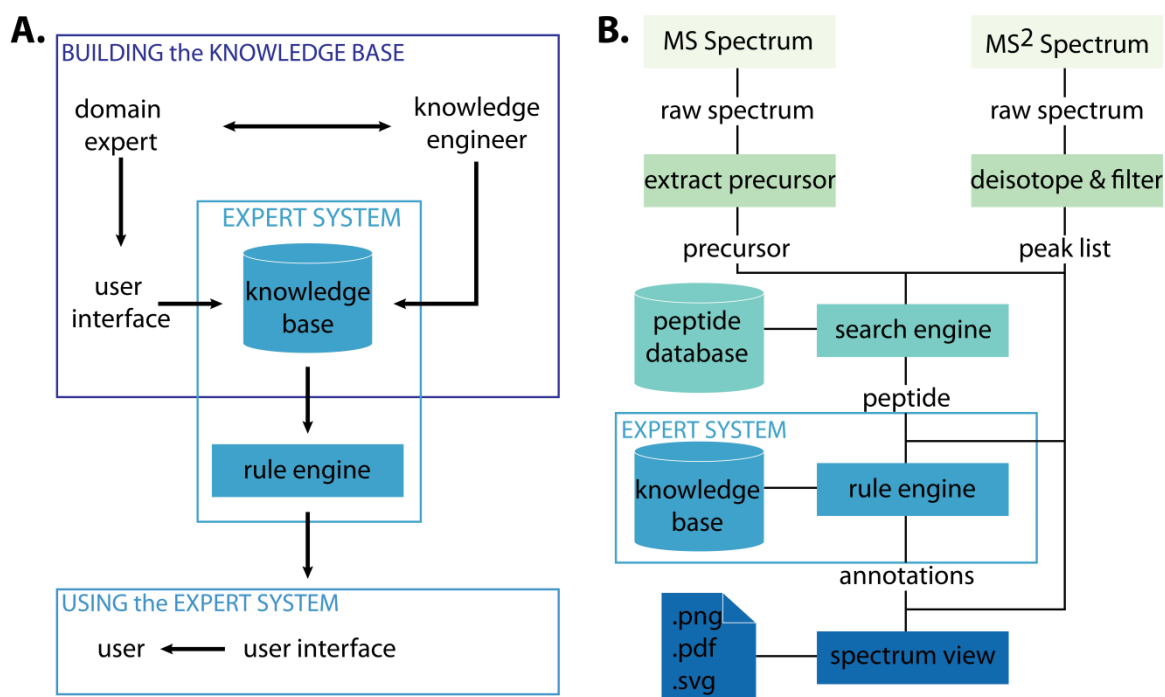 A.
BUILDING the KNOWLEDGE BASE
domain
expert
knowledge
engineer
EXPERT SYSTEM
user
interface
knowledge
base
rule engine
USING the EXPERT SYSTEM
user
user interface
B.
MS Spectrum
MS² Spectrum
raw spectrum
raw spectrum
extract precursor
deisotope & filter
precursor
peak list
peptide
database
search engine
peptide
EXPERT SYSTEM
knowledge
base
rule engine
annotations
.png
.pdf
.svg
spectrum view